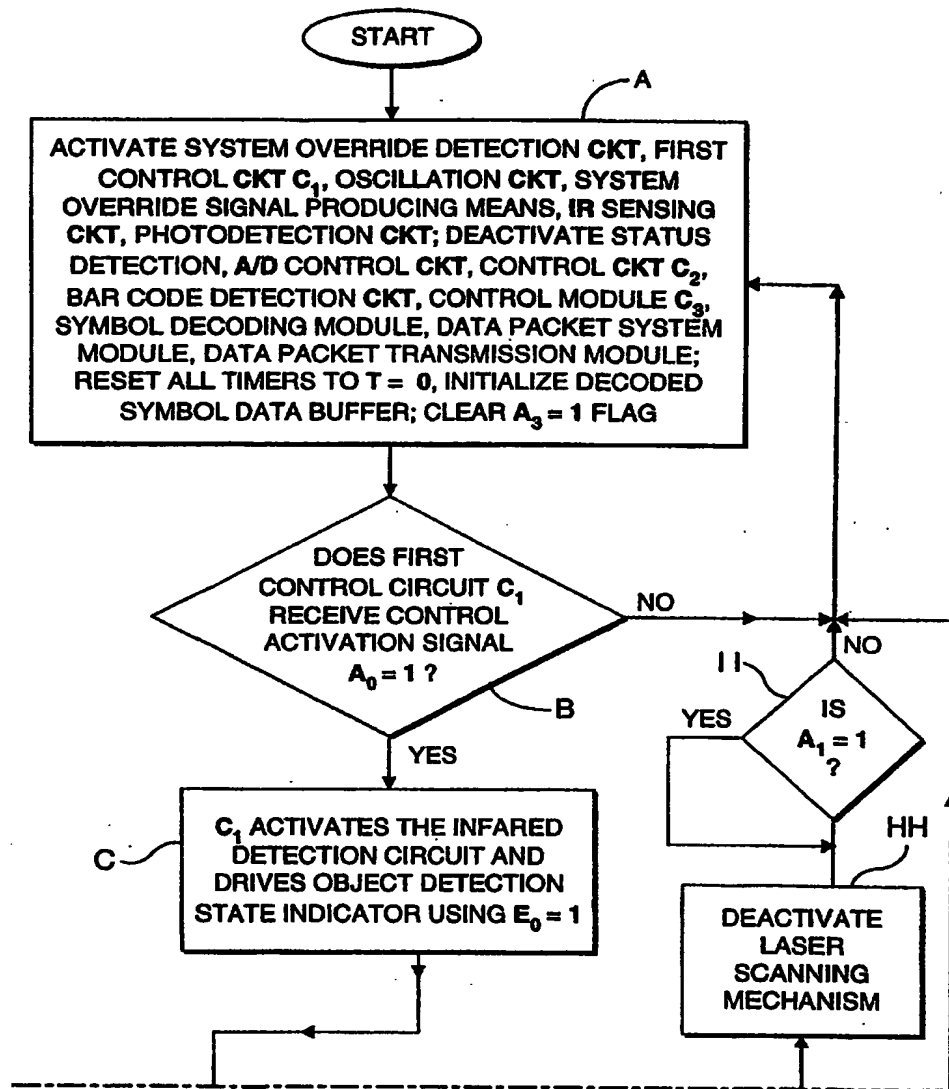 START
A
ACTIVATE SYSTEM OVERRIDE DETECTION CKT, FIRST
CONTROL CKT C₁, OSCILLATION CKT, SYSTEM
OVERRIDE SIGNAL PRODUCING MEANS, IR SENSING
CKT, PHOTODETECTION CKT; DEACTIVATE STATUS
DETECTION, A/D CONTROL CKT, CONTROL CKT C₂,
BAR CODE DETECTION CKT, CONTROL MODULE C₃,
SYMBOL DECODING MODULE, DATA PACKET SYSTEM
MODULE, DATA PACKET TRANSMISSION MODULE;
RESET ALL TIMERS TO T = 0, INITIALIZE DECODED
SYMBOL DATA BUFFER; CLEAR A₃ = 1 FLAG
DOES FIRST
CONTROL CIRCUIT C₁
RECEIVE CONTROL
ACTIVATION SIGNAL
A₀ = 1 ?
NO
B
YES
NO
II
YES
IS
A₁ = 1
?
C
C₁ ACTIVATES THE INFARED
DETECTION CIRCUIT AND
DRIVES OBJECT DETECTION
STATE INDICATOR USING E₀ = 1
HH
DEACTIVATE
LASER
SCANNING
MECHANISM